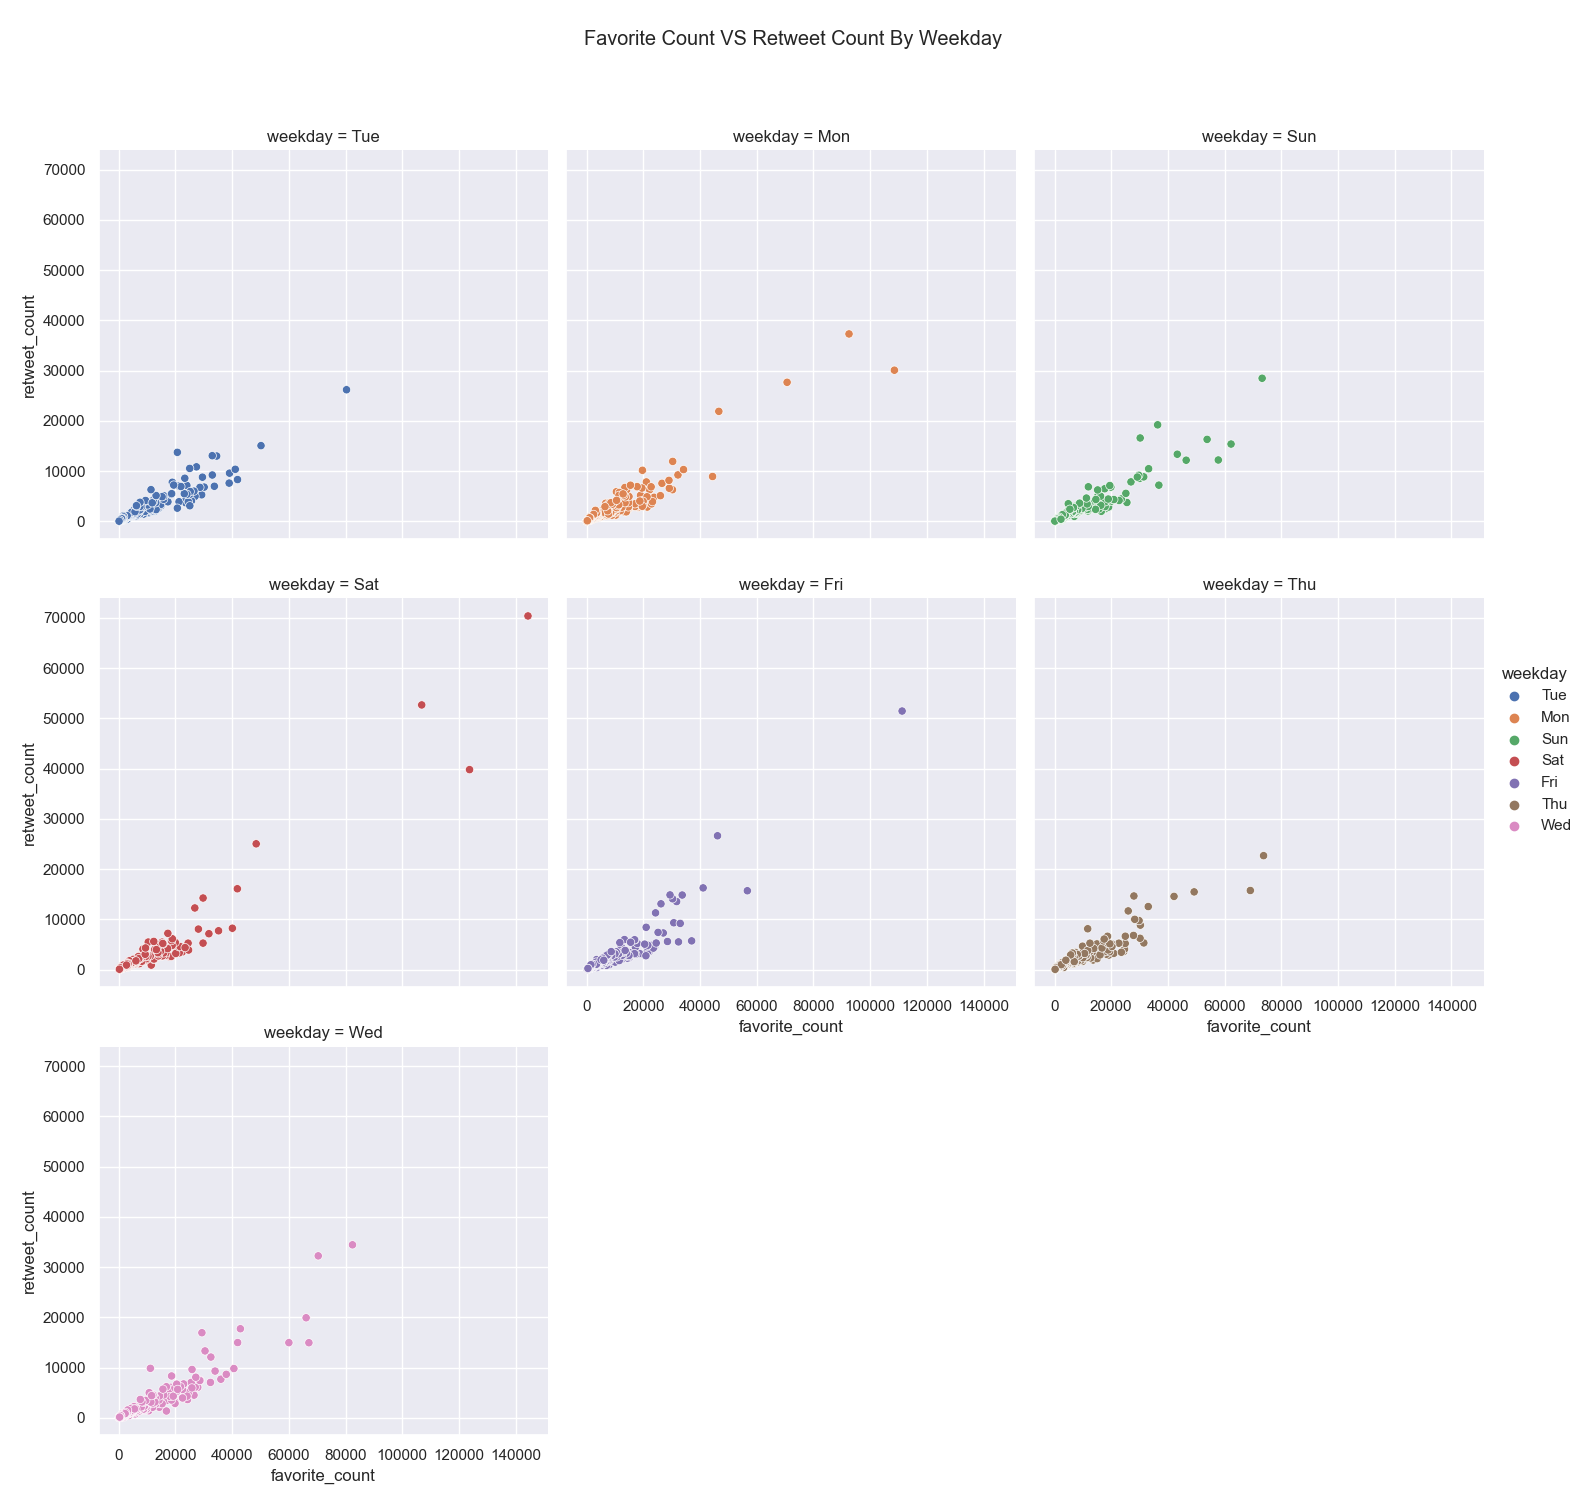 Favorite Count VS Retweet Count By Weekday
weekday = Tue
weekday = Mon
weekday = Sun
70000
60000
50000
40000
30000
20000
10000
0
retweet_count
weekday = Sat
weekday = Fri
weekday = Thu
70000
60000
50000
40000
30000
20000
10000
0
retweet_count
0 20000 40000 60000 80000 100000 120000 140000
favorite_count
0 20000 40000 60000 80000 100000 120000 140000
favorite_count
weekday
Tue
Mon
Sun
Sat
Fri
Thu
Wed
weekday = Wed
70000
60000
50000
40000
30000
20000
10000
0
retweet_count
0 20000 40000 60000 80000 100000 120000 140000
favorite_count